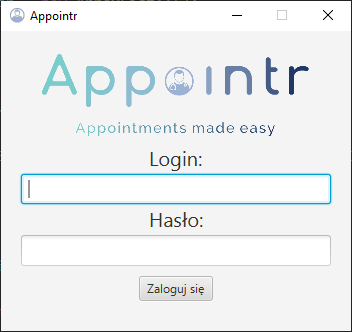 Appointr
Appointr
Appointments made easy
Login:
Hasło:
Zaloguj się